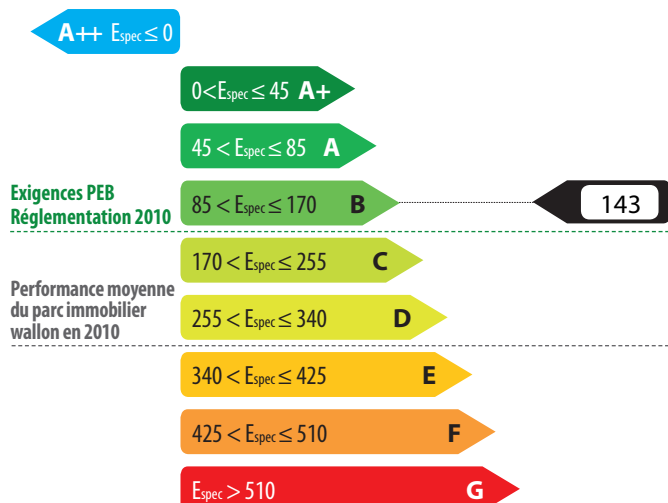 A++ Espec ≤ 0
0<Espec ≤ 45 A+
45 < Espec ≤ 85 A
Exigences PEB
Réglementation 2010
85 < Espec ≤ 170 B
143
170 < Espec ≤ 255 C
Performance moyenne
du parc immobilier
wallon en 2010
255 < Espec ≤ 340 D
340 < Espec ≤ 425 E
425 < Espec ≤ 510 F
Espec > 510 G